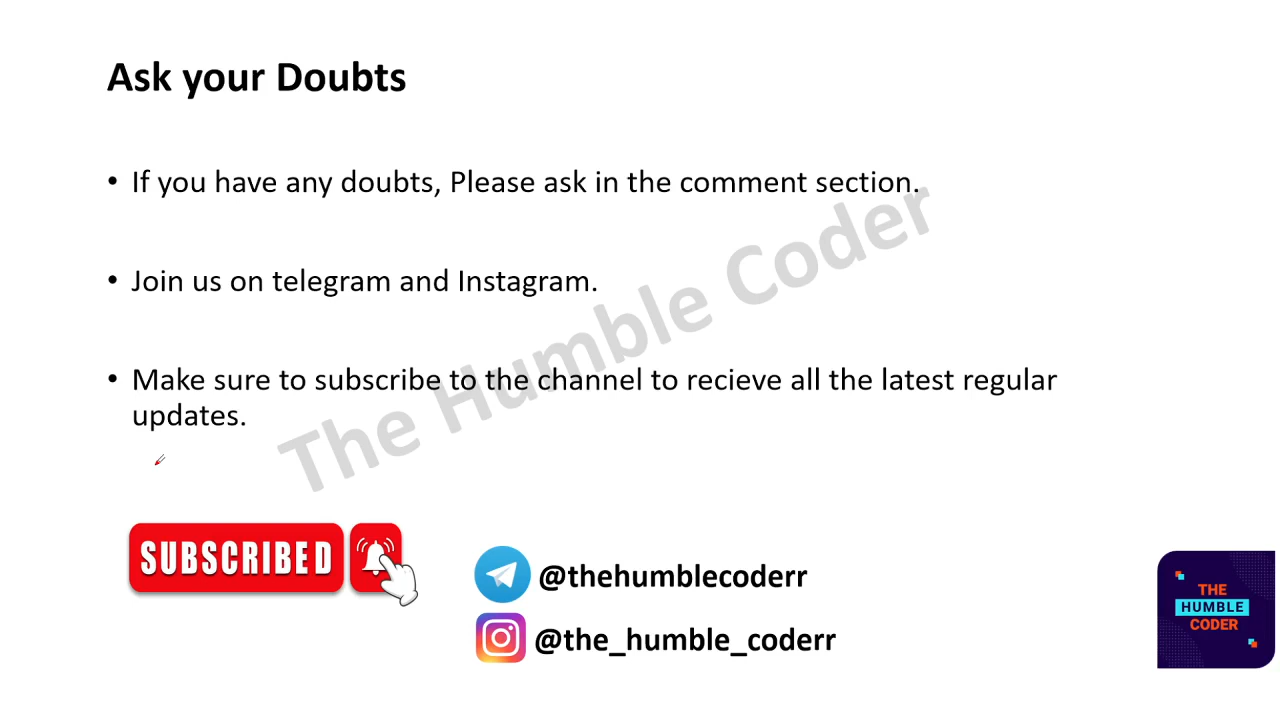 Ask your Doubts
• If you have any doubts, Please ask in the comment section.
• Join us on telegram and Instagram.
• Make sure to subscribe to the channel to recieve all the latest regular
updates.
The Humble Coder
SUBSCRIBED
@thehumblecoderr
@the_humble_coderr
THE
HUMBLE
CODER